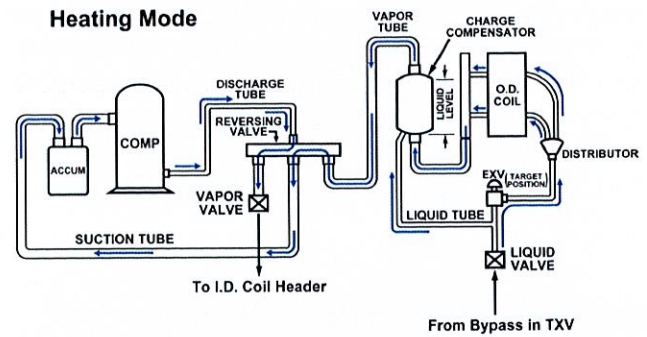 Heating Mode
VAPOR
TUBE
CHARGE
COMPENSATOR
DISCHARGE
TUBE
REVERSING
VALVE
LIQUID
LEVEL
O.D.
COIL
COMP
ACCUM
DISTRIBUTOR
EXV (TARGET
POSITION)
VAPOR
VALVE
LIQUID TUBE
SUCTION TUBE
LIQUID
VALVE
To I.D. Coil Header
From Bypass in TXV